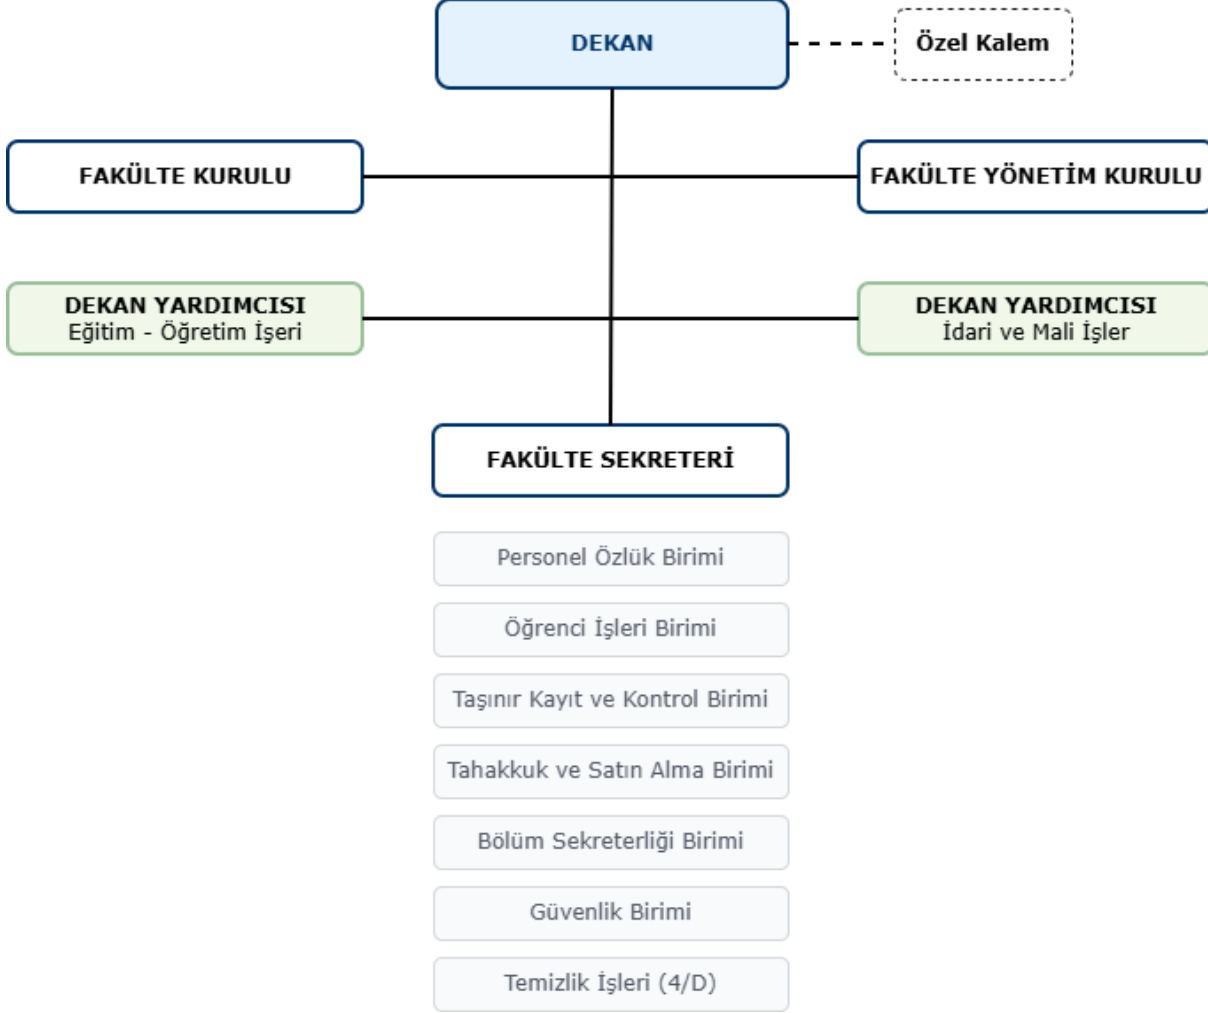 DEKAN
Özel Kalem
FAKÜLTE KURULU
FAKÜLTE YÖNETİM KURULU
DEKAN YARDIMCISI
Eğitim - Öğretim İşeri
DEKAN YARDIMCISI
İdari ve Mali İşler
FAKÜLTE SEKRETERİ
Personel Özlük Birimi
Öğrenci İşleri Birimi
Taşınır Kayıt ve Kontrol Birimi
Tahakkuk ve Satın Alma Birimi
Bölüm Sekreterliği Birimi
Güvenlik Birimi
Temizlik İşleri (4/D)